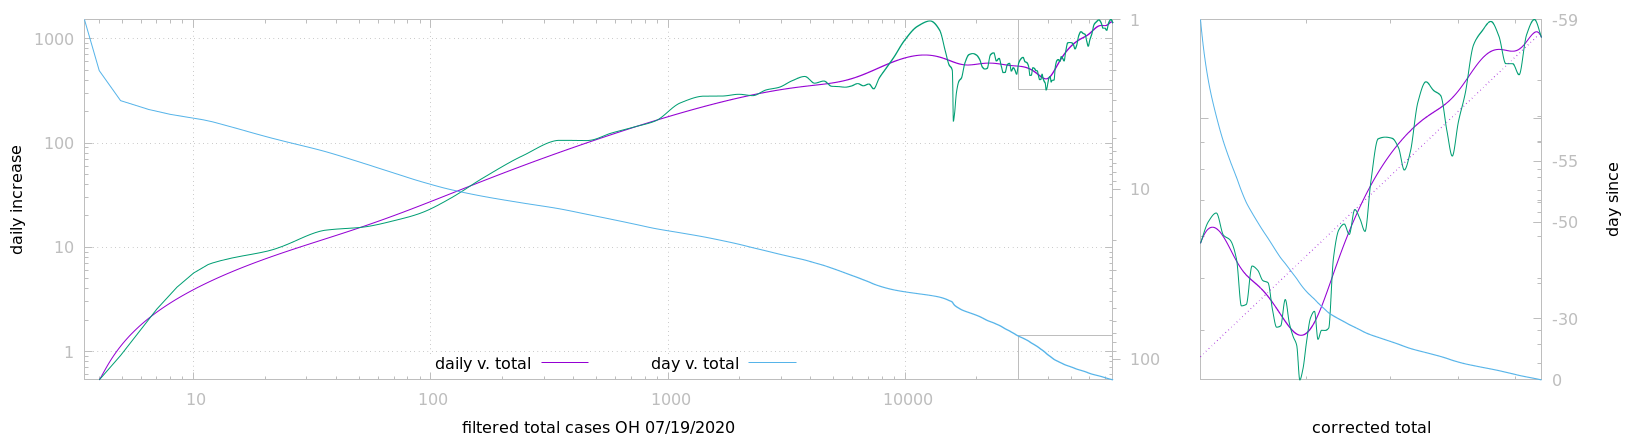 1000
100
10
1
daily increase
daily v. total
day v. total
10
100
1000
10000
filtered total cases OH 07/19/2020
1
10
100
-59
-55
-50
-30
0
day since
corrected total